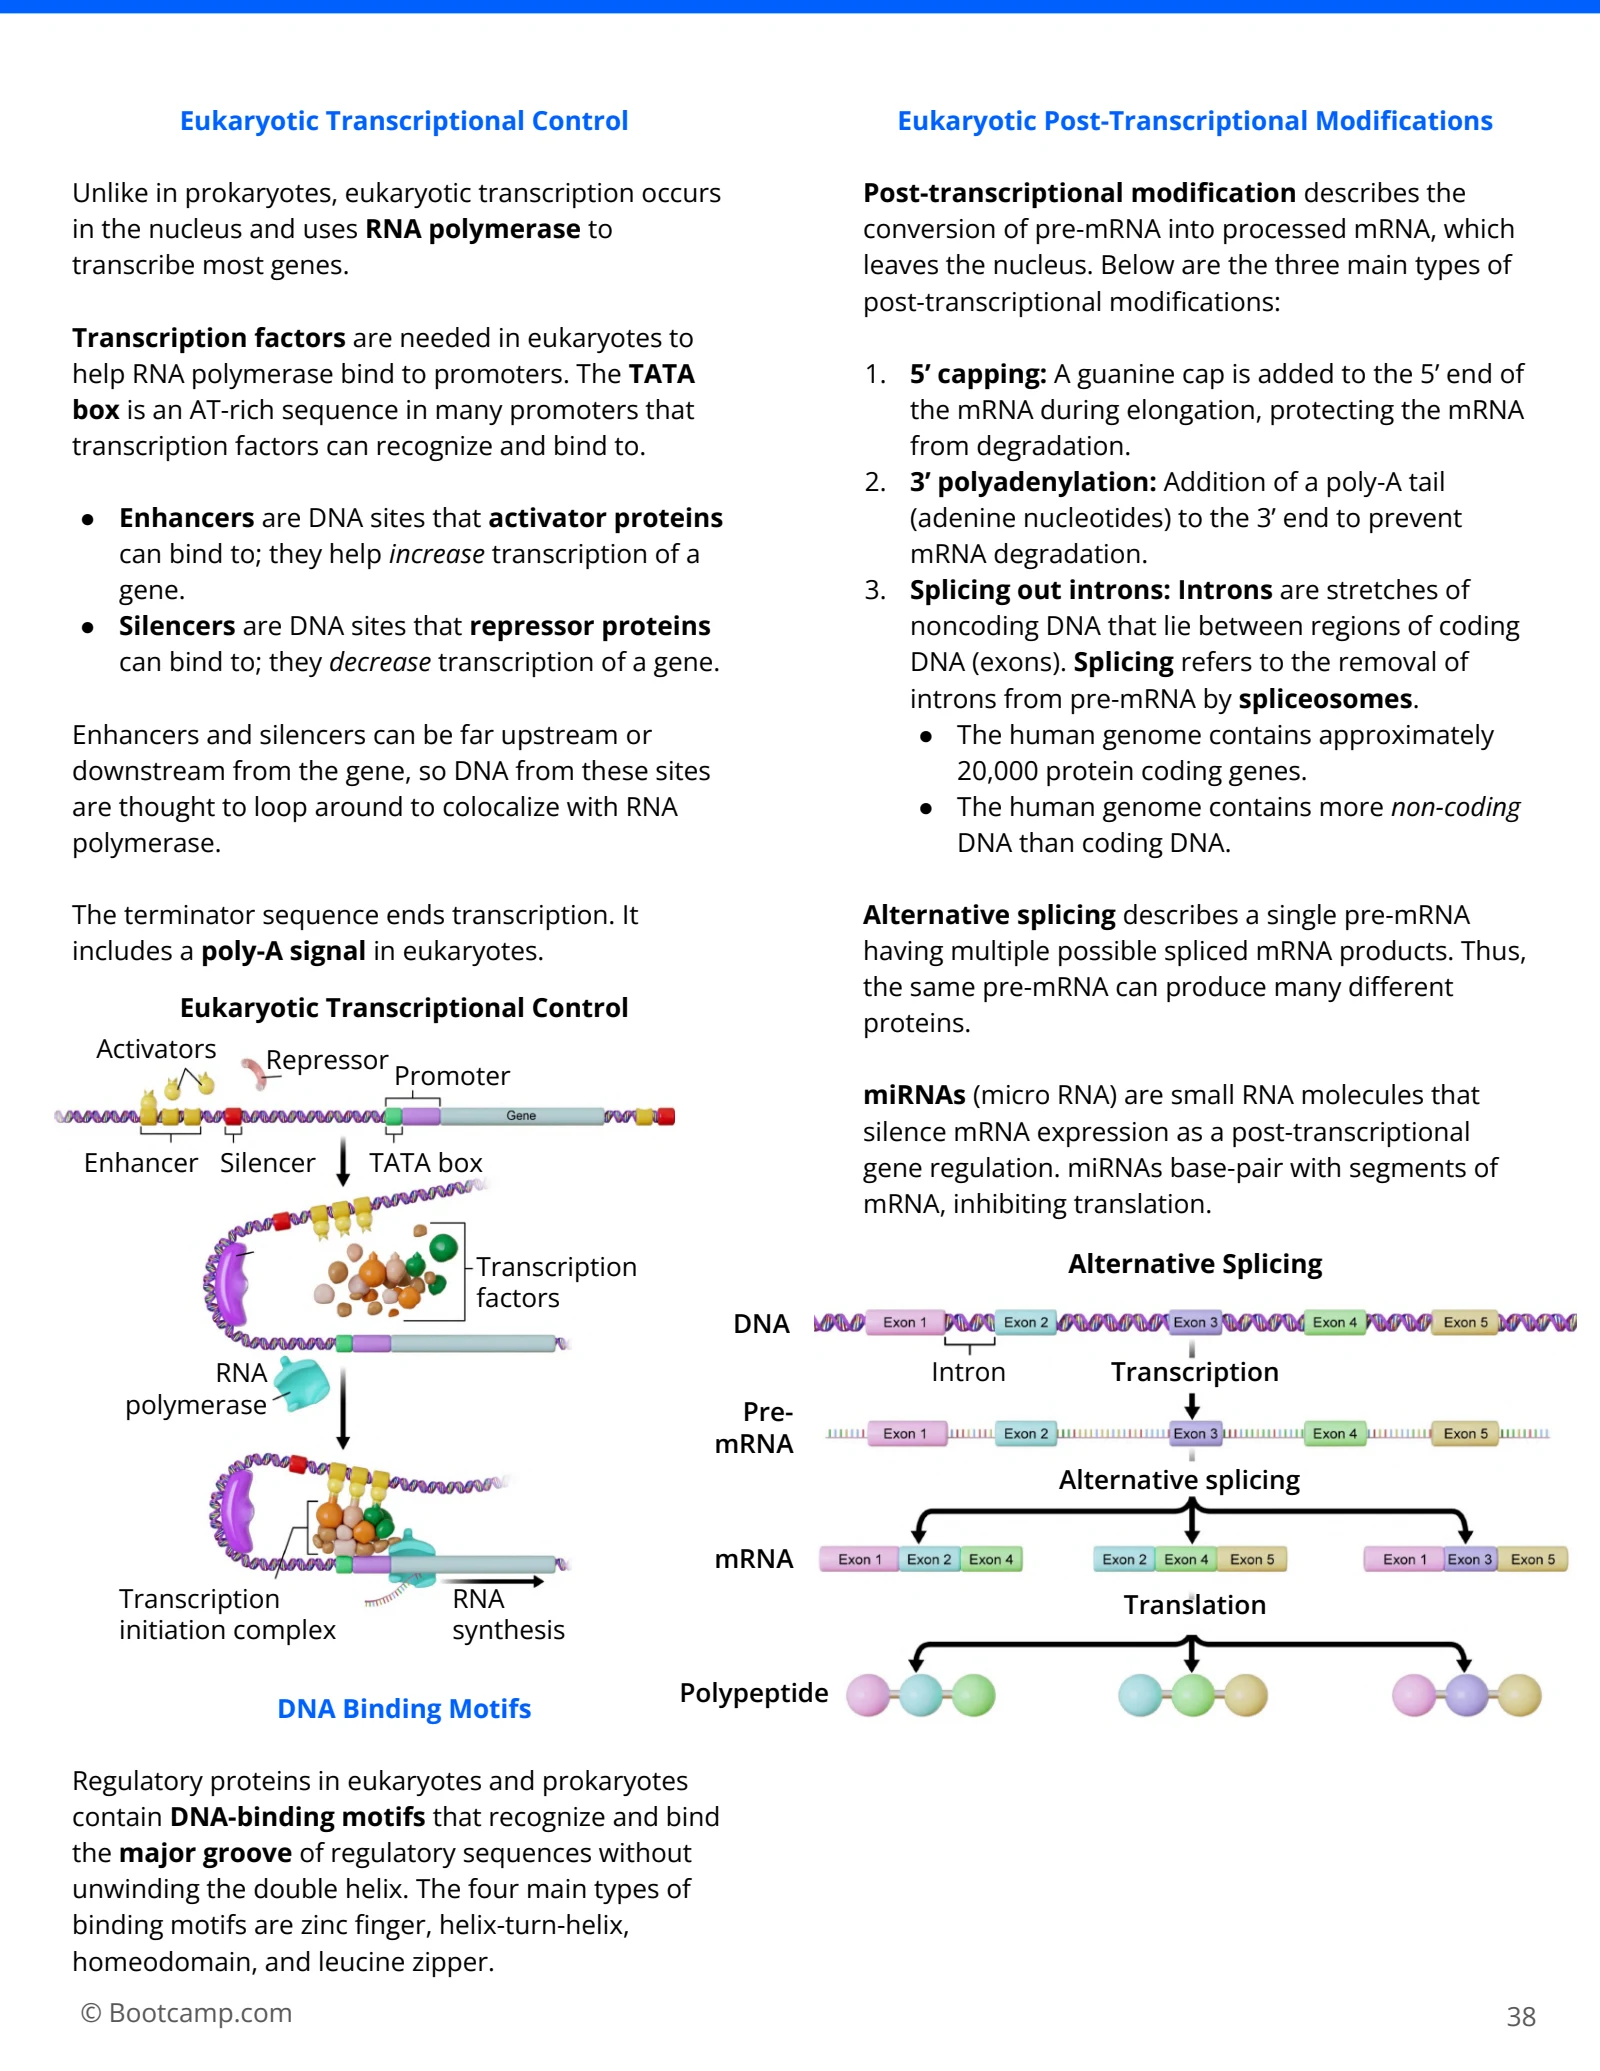 Eukaryotic Transcriptional Control
Unlike in prokaryotes, eukaryotic transcription occurs
in the nucleus and uses RNA polymerase to
transcribe most genes.
Transcription factors are needed in eukaryotes to
help RNA polymerase bind to promoters. The TATA
box is an AT-rich sequence in many promoters that
transcription factors can recognize and bind to.
● Enhancers are DNA sites that activator proteins
can bind to; they help increase transcription of a
gene.
● Silencers are DNA sites that repressor proteins
can bind to; they decrease transcription of a gene.
Enhancers and silencers can be far upstream or
downstream from the gene, so DNA from these sites
are thought to loop around to colocalize with RNA
polymerase.
The terminator sequence ends transcription. It
includes a poly-A signal in eukaryotes.
Eukaryotic Transcriptional Control
Activators
Repressor
Promoter
Gene
Enhancer Silencer TATA box
Transcription
factors
RNA
polymerase
Transcription
initiation complex
RNA
synthesis
DNA Binding Motifs
Regulatory proteins in eukaryotes and prokaryotes
contain DNA-binding motifs that recognize and bind
the major groove of regulatory sequences without
unwinding the double helix. The four main types of
binding motifs are zinc finger, helix-turn-helix,
homeodomain, and leucine zipper.
Eukaryotic Post-Transcriptional Modifications
Post-transcriptional modification describes the
conversion of pre-mRNA into processed mRNA, which
leaves the nucleus. Below are the three main types of
post-transcriptional modifications:
1. 5’ capping: A guanine cap is added to the 5’ end of
the mRNA during elongation, protecting the mRNA
from degradation.
2. 3’ polyadenylation: Addition of a poly-A tail
(adenine nucleotides) to the 3’ end to prevent
mRNA degradation.
3. Splicing out introns: Introns are stretches of
noncoding DNA that lie between regions of coding
DNA (exons). Splicing refers to the removal of
introns from pre-mRNA by spliceosomes.
● The human genome contains approximately
20,000 protein coding genes.
● The human genome contains more non-coding
DNA than coding DNA.
Alternative splicing describes a single pre-mRNA
having multiple possible spliced mRNA products. Thus,
the same pre-mRNA can produce many different
proteins.
miRNAs (micro RNA) are small RNA molecules that
silence mRNA expression as a post-transcriptional
gene regulation. miRNAs base-pair with segments of
mRNA, inhibiting translation.
Alternative Splicing
DNA Exon 1 Exon 2 Exon 3 Exon 4 Exon 5
Intron Transcription
Pre-
mRNA
Exon 1 Exon 2 Exon 3 Exon 4 Exon 5
Alternative splicing
mRNA Exon 1 Exon 2 Exon 4 Exon 2 Exon 4 Exon 5 Exon 1 Exon 3 Exon 5
Translation
Polypeptide
© Bootcamp.com
38